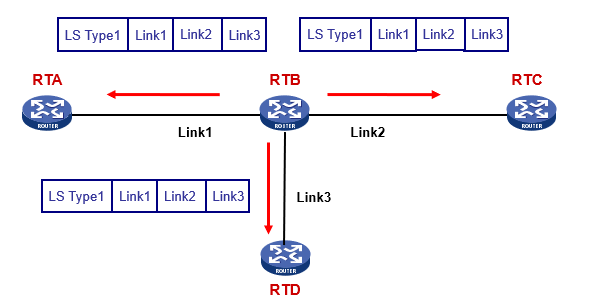 LS Type1 Link1 Link2 Link3
LS Type1 Link1 Link2 Link3
RTA
RTB
RTC
ROUTER
ROUTER
ROUTER
Link1
Link2
LS Type1 Link1 Link2 Link3
Link3
ROUTER
RTD